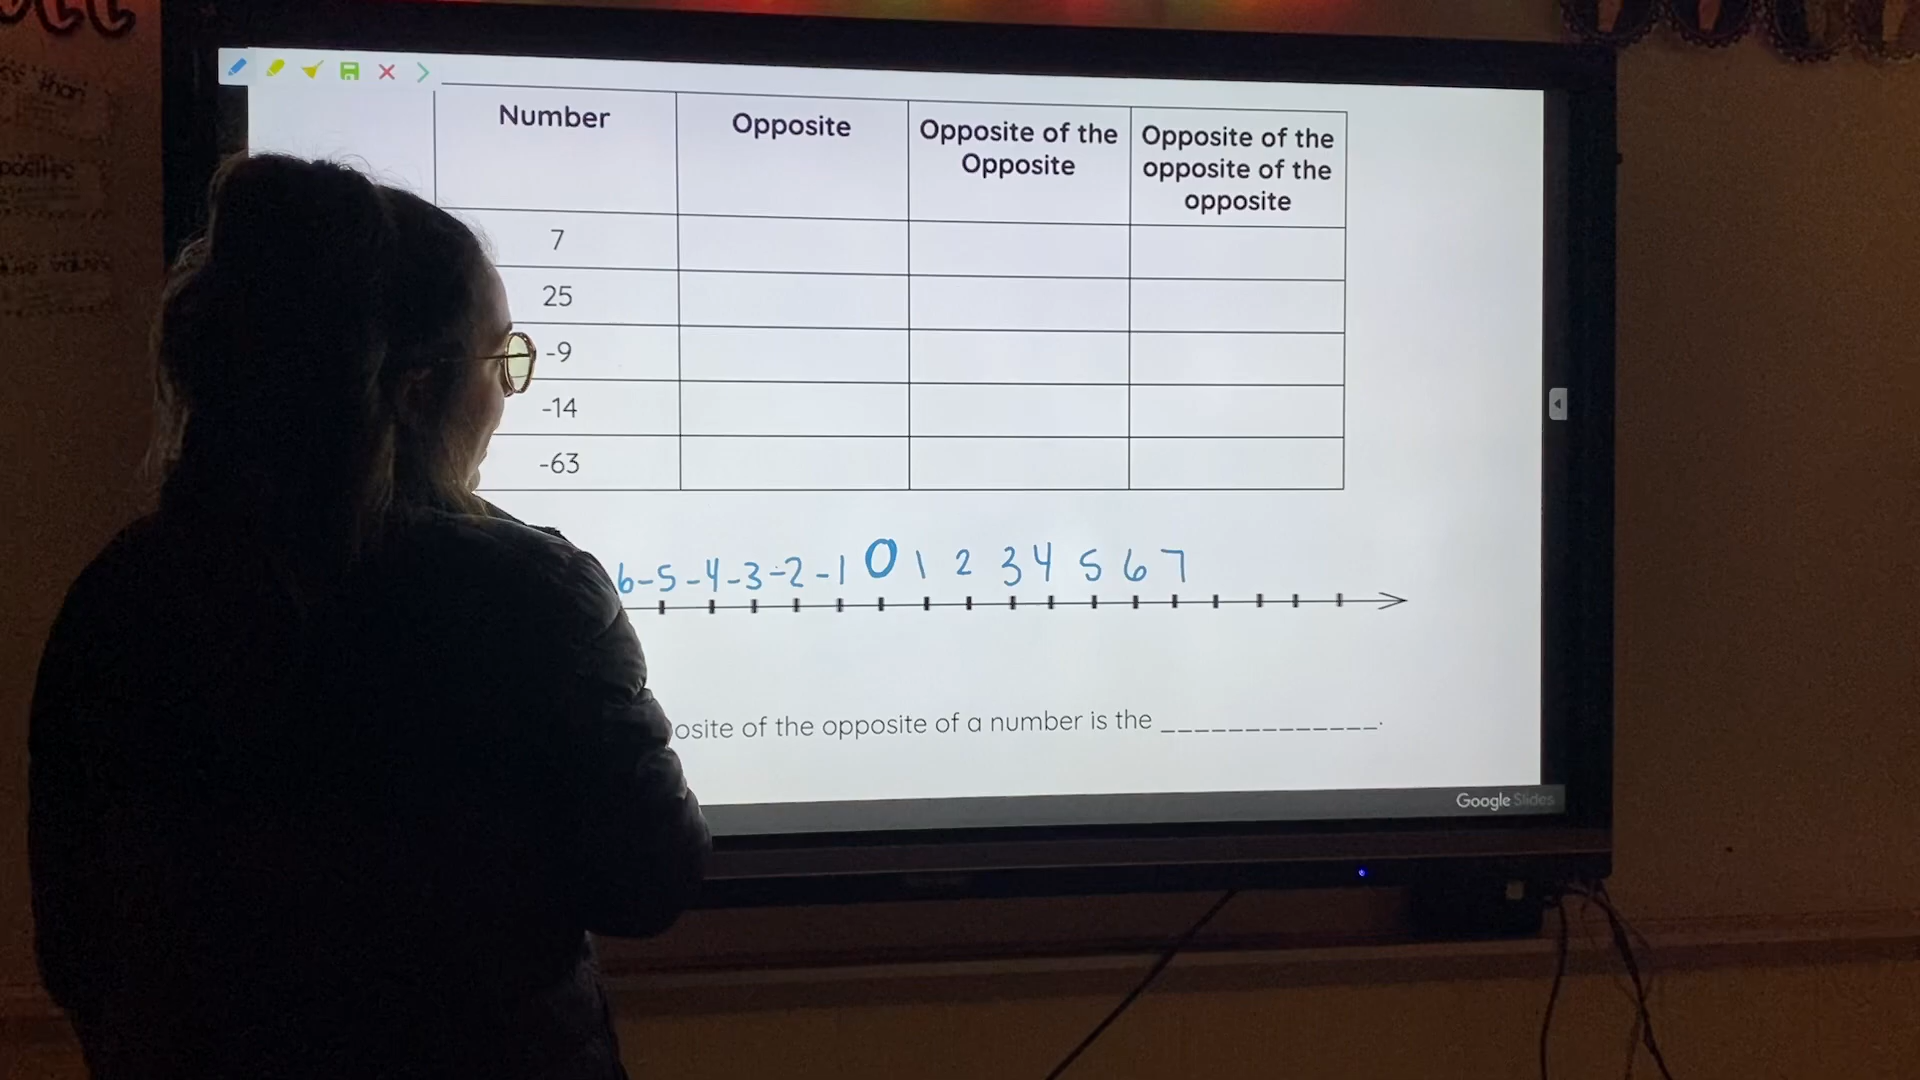 Number
Opposite
Opposite of the
Opposite
Opposite of the
opposite of the
opposite
7
25
-9
-14
-63
6 -5 -4 -3 -2 -1 0 1 2 3 4 5 6 7
of the opposite of a number is the _____________.
Google Slides
than